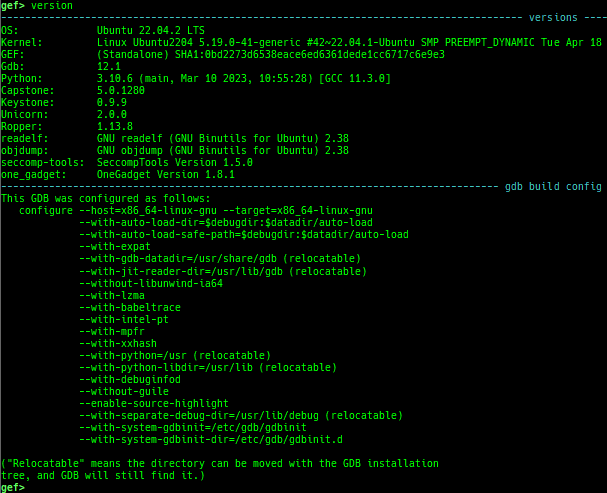 gef> version
versions
OS: Ubuntu 22.04.2 LTS
Kernel: Linux Ubuntu2204 5.19.0-41-generic #42~22.04.1-Ubuntu SMP PREEMPT_DYNAMIC Tue Apr 18
GEF: (Standalone) SHA1:0bd2273d6538eace6ed6361dede1cc6717c6e9e3
Gdb: 12.1
Python: 3.10.6 (main, Mar 10 2023, 10:55:28) [GCC 11.3.0]
Capstone: 5.0.1280
Keystone: 0.9.9
Unicorn: 2.0.0
Ropper: 1.13.8
readelf: GNU readelf (GNU Binutils for Ubuntu) 2.38
objdump: GNU objdump (GNU Binutils for Ubuntu) 2.38
seccomp-tools: SeccompTools Version 1.5.0
one_gadget: OneGadget Version 1.8.1
gdb build config
This GDB was configured as follows:
configure --host=x86_64-linux-gnu --target=x86_64-linux-gnu
--with-auto-load-dir=$debugdir:$datadir/auto-load
--with-auto-load-safe-path=$debugdir:$datadir/auto-load
--with-expat
--with-gdb-datadir=/usr/share/gdb (relocatable)
--with-jit-reader-dir=/usr/lib/gdb (relocatable)
--without-libunwind-ia64
--with-lzma
--with-babeltrace
--with-intel-pt
--with-mpfr
--with-xxhash
--with-python=/usr (relocatable)
--with-python-libdir=/usr/lib (relocatable)
--with-debuginfod
--without-guile
--enable-source-highlight
--with-separate-debug-dir=/usr/lib/debug (relocatable)
--with-system-gdbinit=/etc/gdb/gdbinit
--with-system-gdbinit-dir=/etc/gdb/gdbinit.d
("Relocatable" means the directory can be moved with the GDB installation
tree, and GDB will still find it.)
gef>